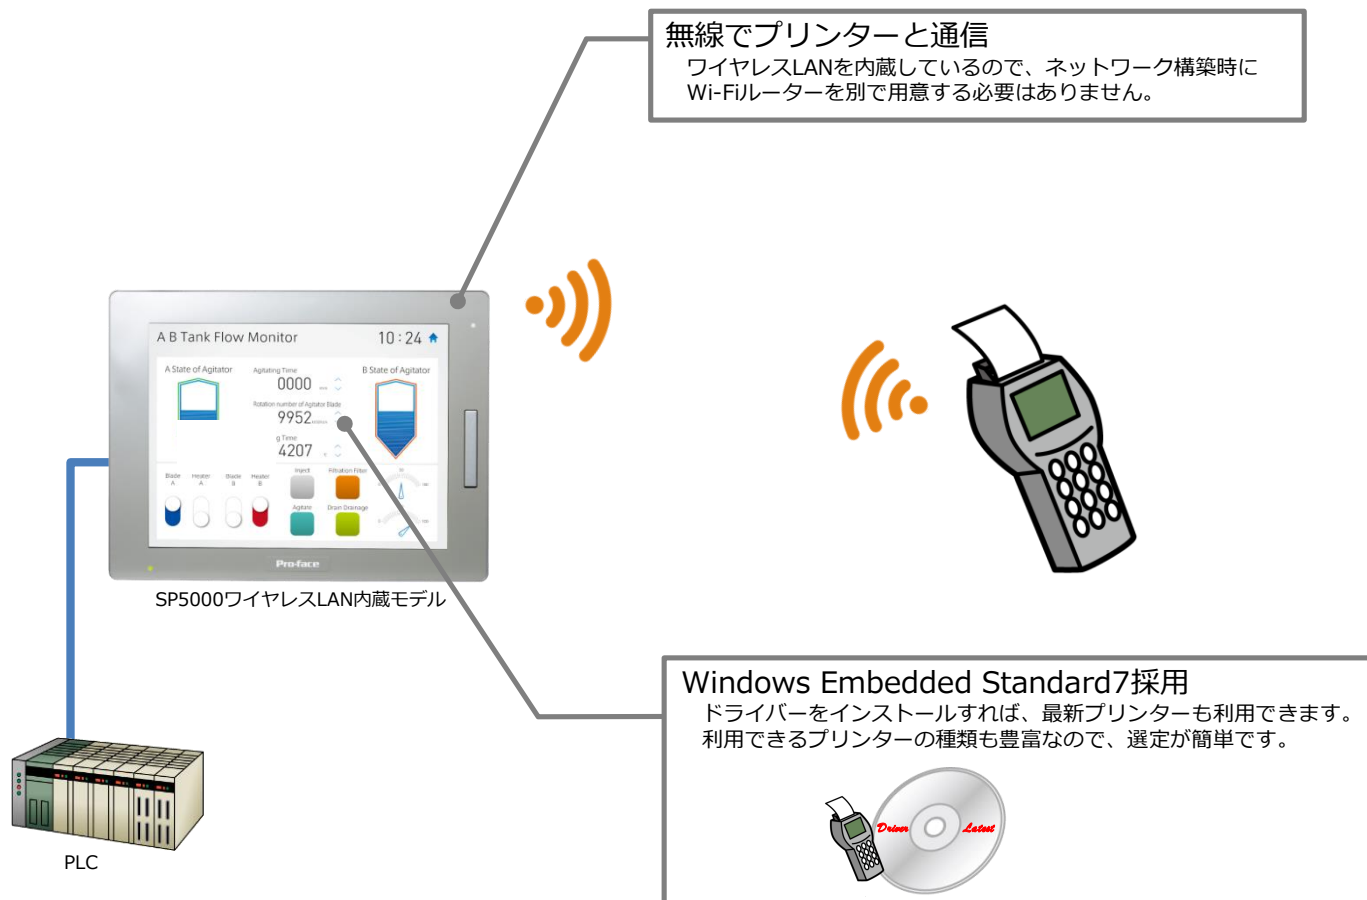 無線でプリンターと通信
ワイヤレスLANを内蔵しているので、ネットワーク構築時に
Wi-Fiルーターを別で用意する必要はありません。
A B Tank Flow Monitor
10:24
A State of Agitator
Agitating Time
B State of Agitator
0000
Rotation number of Agitator Blade
9952
g Time
4207
Blade A
Heater A
Blade B
Heater B
Inject
Filtration Filter
Agitate
Drain Drainage
Pro-face
SP5000ワイヤレスLAN内蔵モデル
PLC
Windows Embedded Standard7採用
ドライバーをインストールすれば、最新プリンターも利用できます。
利用できるプリンターの種類も豊富なので、選定が簡単です。
Driver
Latest